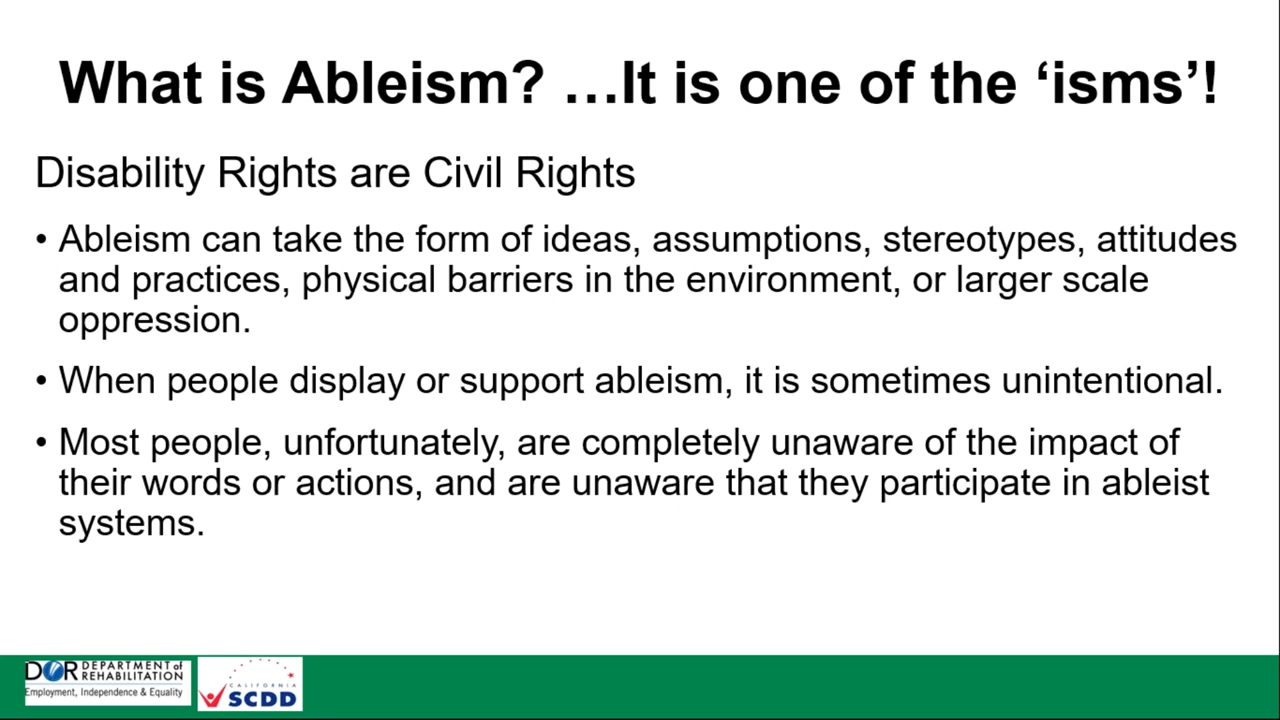 What is Ableism? …It is one of the ‘isms’!
Disability Rights are Civil Rights
• Ableism can take the form of ideas, assumptions, stereotypes, attitudes
and practices, physical barriers in the environment, or larger scale
oppression.
• When people display or support ableism, it is sometimes unintentional.
• Most people, unfortunately, are completely unaware of the impact of
their words or actions, and are unaware that they participate in ableist
systems.
DOR DEPARTMENT of
REHABILITATION
Employment, Independence & Equality
CALIFORNIA
SCDD